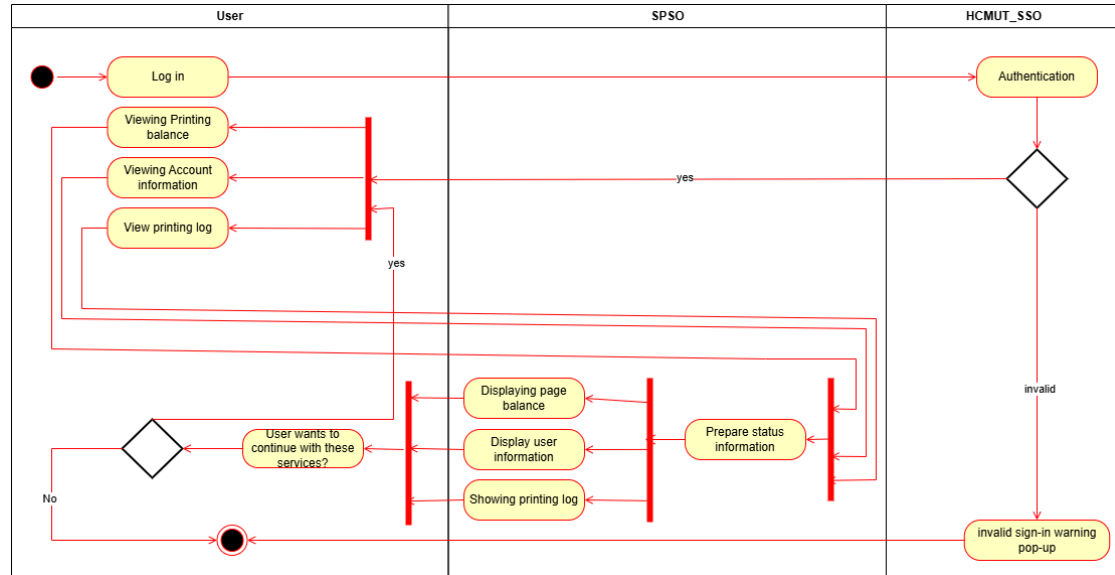 User
SPSO
HCMUT_SSO
Log in
Authentication
Viewing Printing
balance
Viewing Account
information
yes
View printing log
yes
invalid
Displaying page
balance
User wants to
continue with these
services?
Display user
information
Prepare status
information
No
Showing printing log
invalid sign-in warning
pop-up